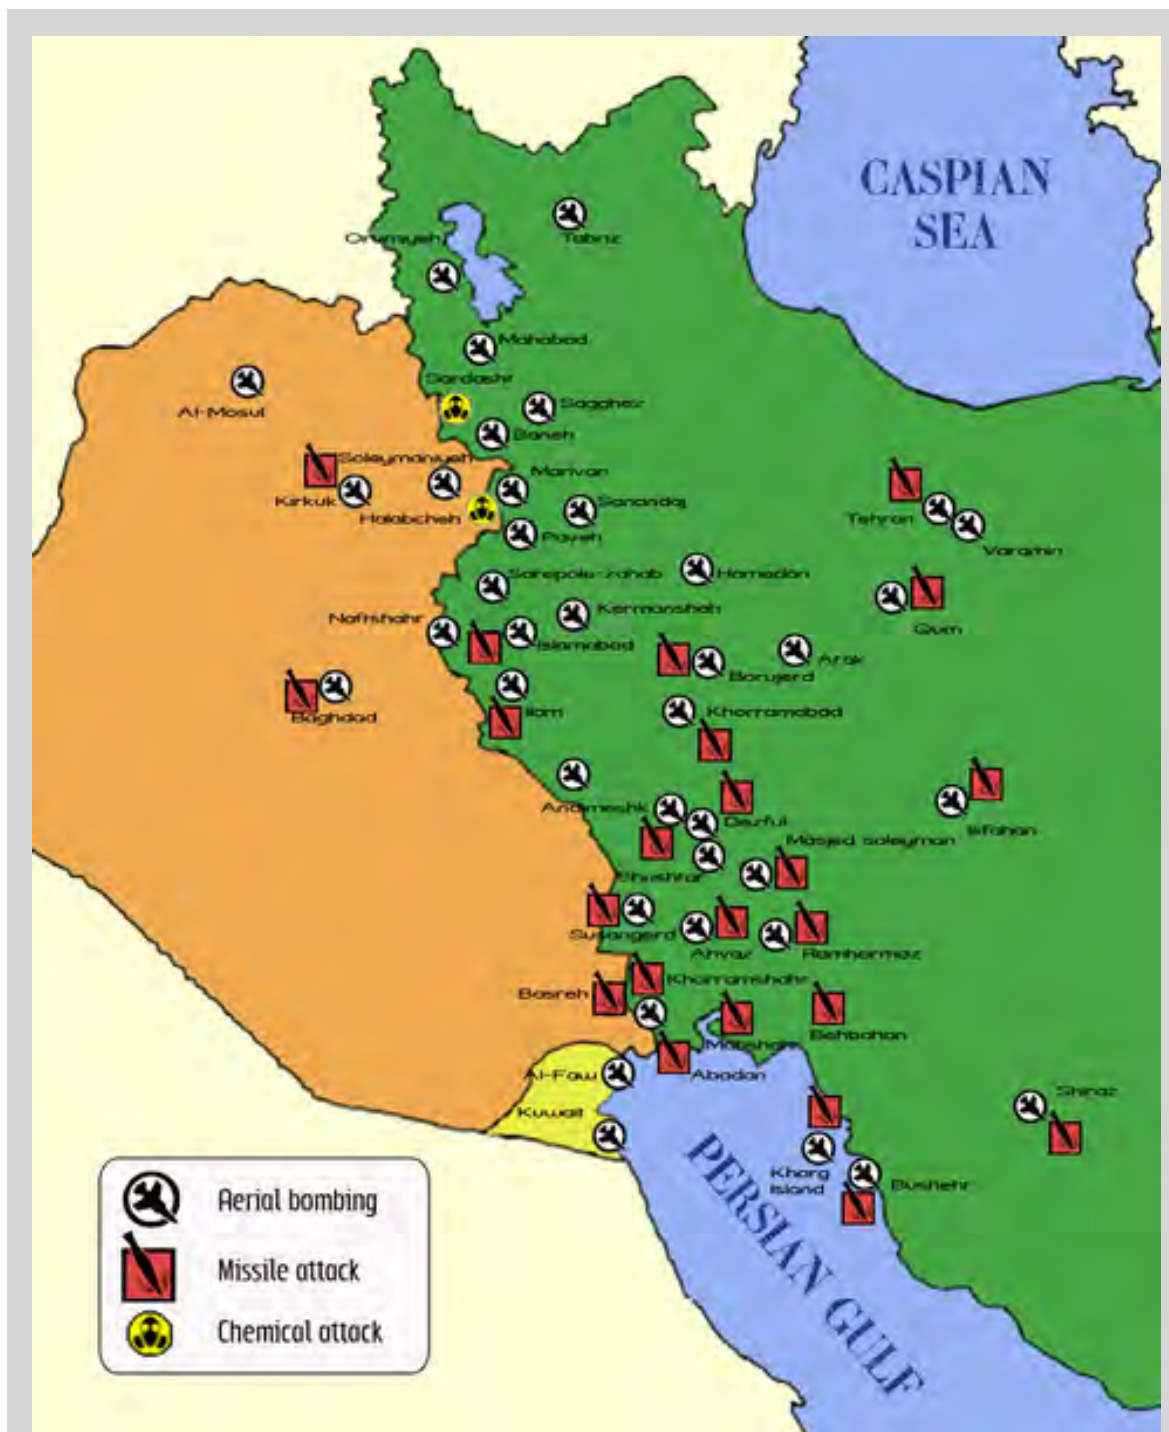 CASPIAN
SEA
Tabriz
Orumiyeh
Mahabad
Sardasht
Saqghez
Baneh
Al-Mosul
Soleymaniyeh
Marivan
Kirkuk
Halabcheh
Sanandaj
Paveh
Tehran
Varamin
Sarepole-zahab
Hamedan
Naftshahr
Kermanshah
Islamabad
Qum
Borujerd
Arak
Baghdad
Ilam
Khorramabad
Andimeshk
Dezful
Isfahan
Masjed soleyman
Shushtar
Susangerd
Ahvaz
Ramhormoz
Basreh
Khorramshahr
Mahshahr
Behbahan
Al-Faw
Abadan
Kuwait
Shiraz
Kharg
Island
Bushehr
PERSIAN GULF
Aerial bombing
Missile attack
Chemical attack